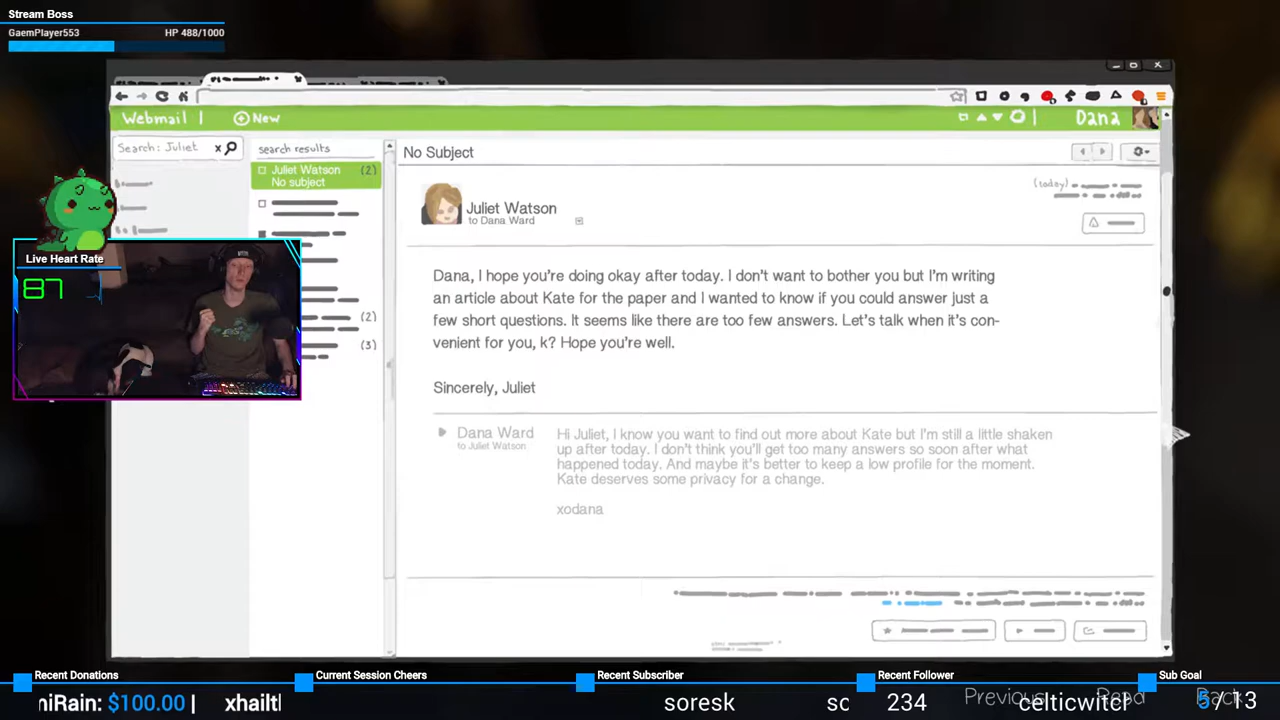 Stream Boss
GaemPlayer553 HP 488/1000
Webmail | New Dana
Search: Juliet x search results No Subject
Juliet Watson (2)
No subject
(today)
Juliet Watson
to Dana Ward
Live Heart Rate
87
Dana, I hope you're doing okay after today. I don't want to bother you but I'm writing
an article about Kate for the paper and I wanted to know if you could answer just a
few short questions. It seems like there are too few answers. Let's talk when it's con-
venient for you, k? Hope you're well.
(2)
(3)
Sincerely, Juliet
Dana Ward
to Juliet Watson
Hi Juliet, I know you want to find out more about Kate but I'm still a little shaken
up after today. I don't think you'll get too many answers so soon after what
happened today. And maybe it's better to keep a low profile for the moment.
Kate deserves some privacy for a change.
xodana
Recent Donations Current Session Cheers Recent Subscriber Recent Follower Sub Goal
niRain: $100.00 | xhailtl soresk sc 234 celticwitcl 5 / 13
Previous Read Back